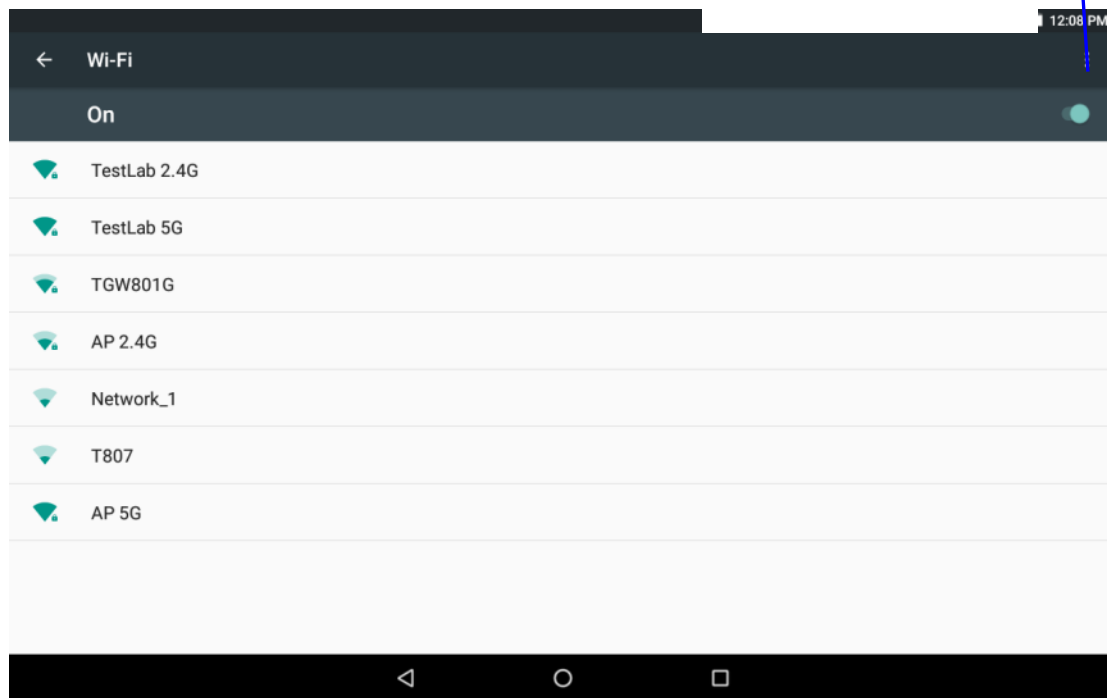 12:08 PM
Wi-Fi
On
TestLab 2.4G
TestLab 5G
TGW801G
AP 2.4G
Network_1
T807
AP 5G